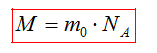 M = m₀ · N_A